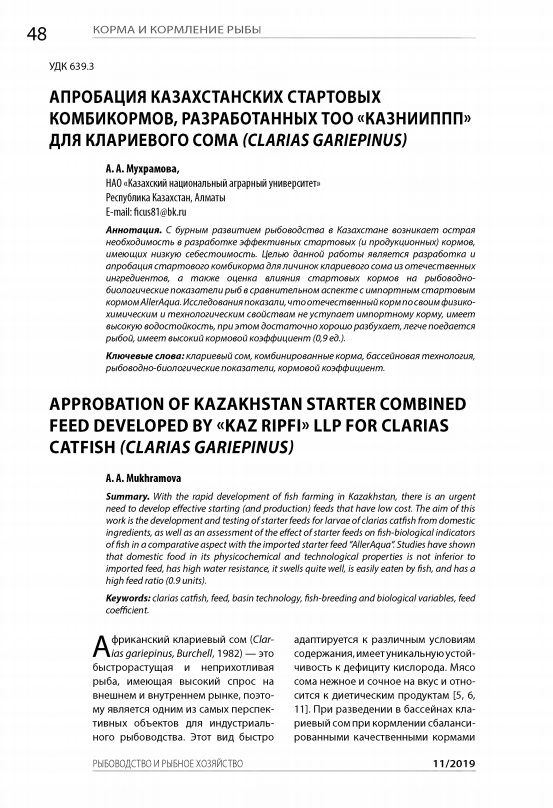 48
КОРМА И КОРМЛЕНИЕ РЫБЫ
УДК 639.3
АПРОБАЦИЯ КАЗАХСТАНСКИХ СТАРТОВЫХ
КОМБИКОРМОВ, РАЗРАБОТАННЫХ ТОО «КАЗНИИППП»
ДЛЯ КЛАРИЕВОГО СОМА (CLARIAS GARIEPINUS)
А. А. Мухрамова,
НАО «Казахский национальный аграрный университет»
Республика Казахстан, Алматы
E-mail: ficus81@bk.ru
Аннотация. С бурным развитием рыбоводства в Казахстане возникает острая
необходимость в разработке эффективных стартовых (и продукционных) кормов,
имеющих низкую себестоимость. Целью данной работы является разработка и
апробация стартового комбикорма для личинок клариевого сома из отечественных
ингредиентов, а также оценка влияния стартовых кормов на рыбоводно-
биологические показатели рыб в сравнительном аспекте с импортным стартовым
кормом AllerAqua. Исследования показали, что отечественный корм по своим физико-
химическим и технологическим свойствам не уступает импортному корму, имеет
высокую водостойкость, при этом достаточно хорошо разбухает, легче поедается
рыбой, имеет высокий кормовой коэффициент (0,9 ед.).
Ключевые слова: клариевый сом, комбинированные корма, бассейновая технология,
рыбоводно-биологические показатели, кормовой коэффициент.
APPROBATION OF KAZAKHSTAN STARTER COMBINED
FEED DEVELOPED BY «KAZ RIPFI» LLP FOR CLARIAS
CATFISH (CLARIAS GARIEPINUS)
A. A. Mukhramova
Summary. With the rapid development of fish farming in Kazakhstan, there is an urgent
need to develop effective starting (and production) feeds that have low cost. The aim of this
work is the development and testing of starter feeds for larvae of clarias catfish from domestic
ingredients, as well as an assessment of the effect of starter feeds on fish-biological indicators
of fish in a comparative aspect with the imported starter feed "AllerAqua". Studies have shown
that domestic food in its physicochemical and technological properties is not inferior to
imported feed, has high water resistance, it swells quite well, is easily eaten by fish, and has a
high feed ratio (0.9 units).
Keywords: clarias catfish, feed, basin technology, fish-breeding and biological variables, feed
coefficient.
Африканский клариевый сом (Clar-
ias gariepinus, Burchell, 1982) — это
быстрорастущая и неприхотливая
рыба, имеющая высокий спрос на
внешнем и внутреннем рынке, поэто-
му является одним из самых перспек-
тивных объектов для индустриаль-
ного рыбоводства. Этот вид быстро
адаптируется к различным условиям
содержания, имеет уникальную устой-
чивость к дефициту кислорода. Мясо
сома нежное и сочное на вкус и отно-
сится к диетическим продуктам [5, 6,
11]. При разведении в бассейнах кла-
риевый сом при кормлении сбаланси-
рованными качественными кормами
РЫБОВОДСТВО И РЫБНОЕ ХОЗЯЙСТВО
11/2019